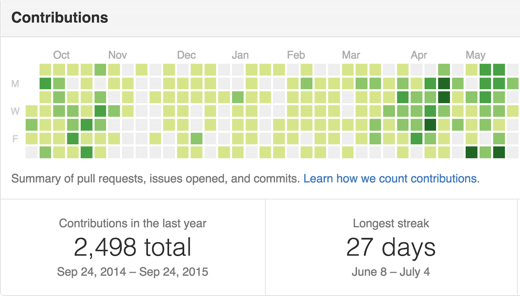 Contributions
Oct Nov Dec Jan Feb Mar Apr May
M
W
F
Summary of pull requests, issues opened, and commits. Learn how we count contributions.
Contributions in the last year
2,498 total
Sep 24, 2014 – Sep 24, 2015
Longest streak
27 days
June 8 – July 4